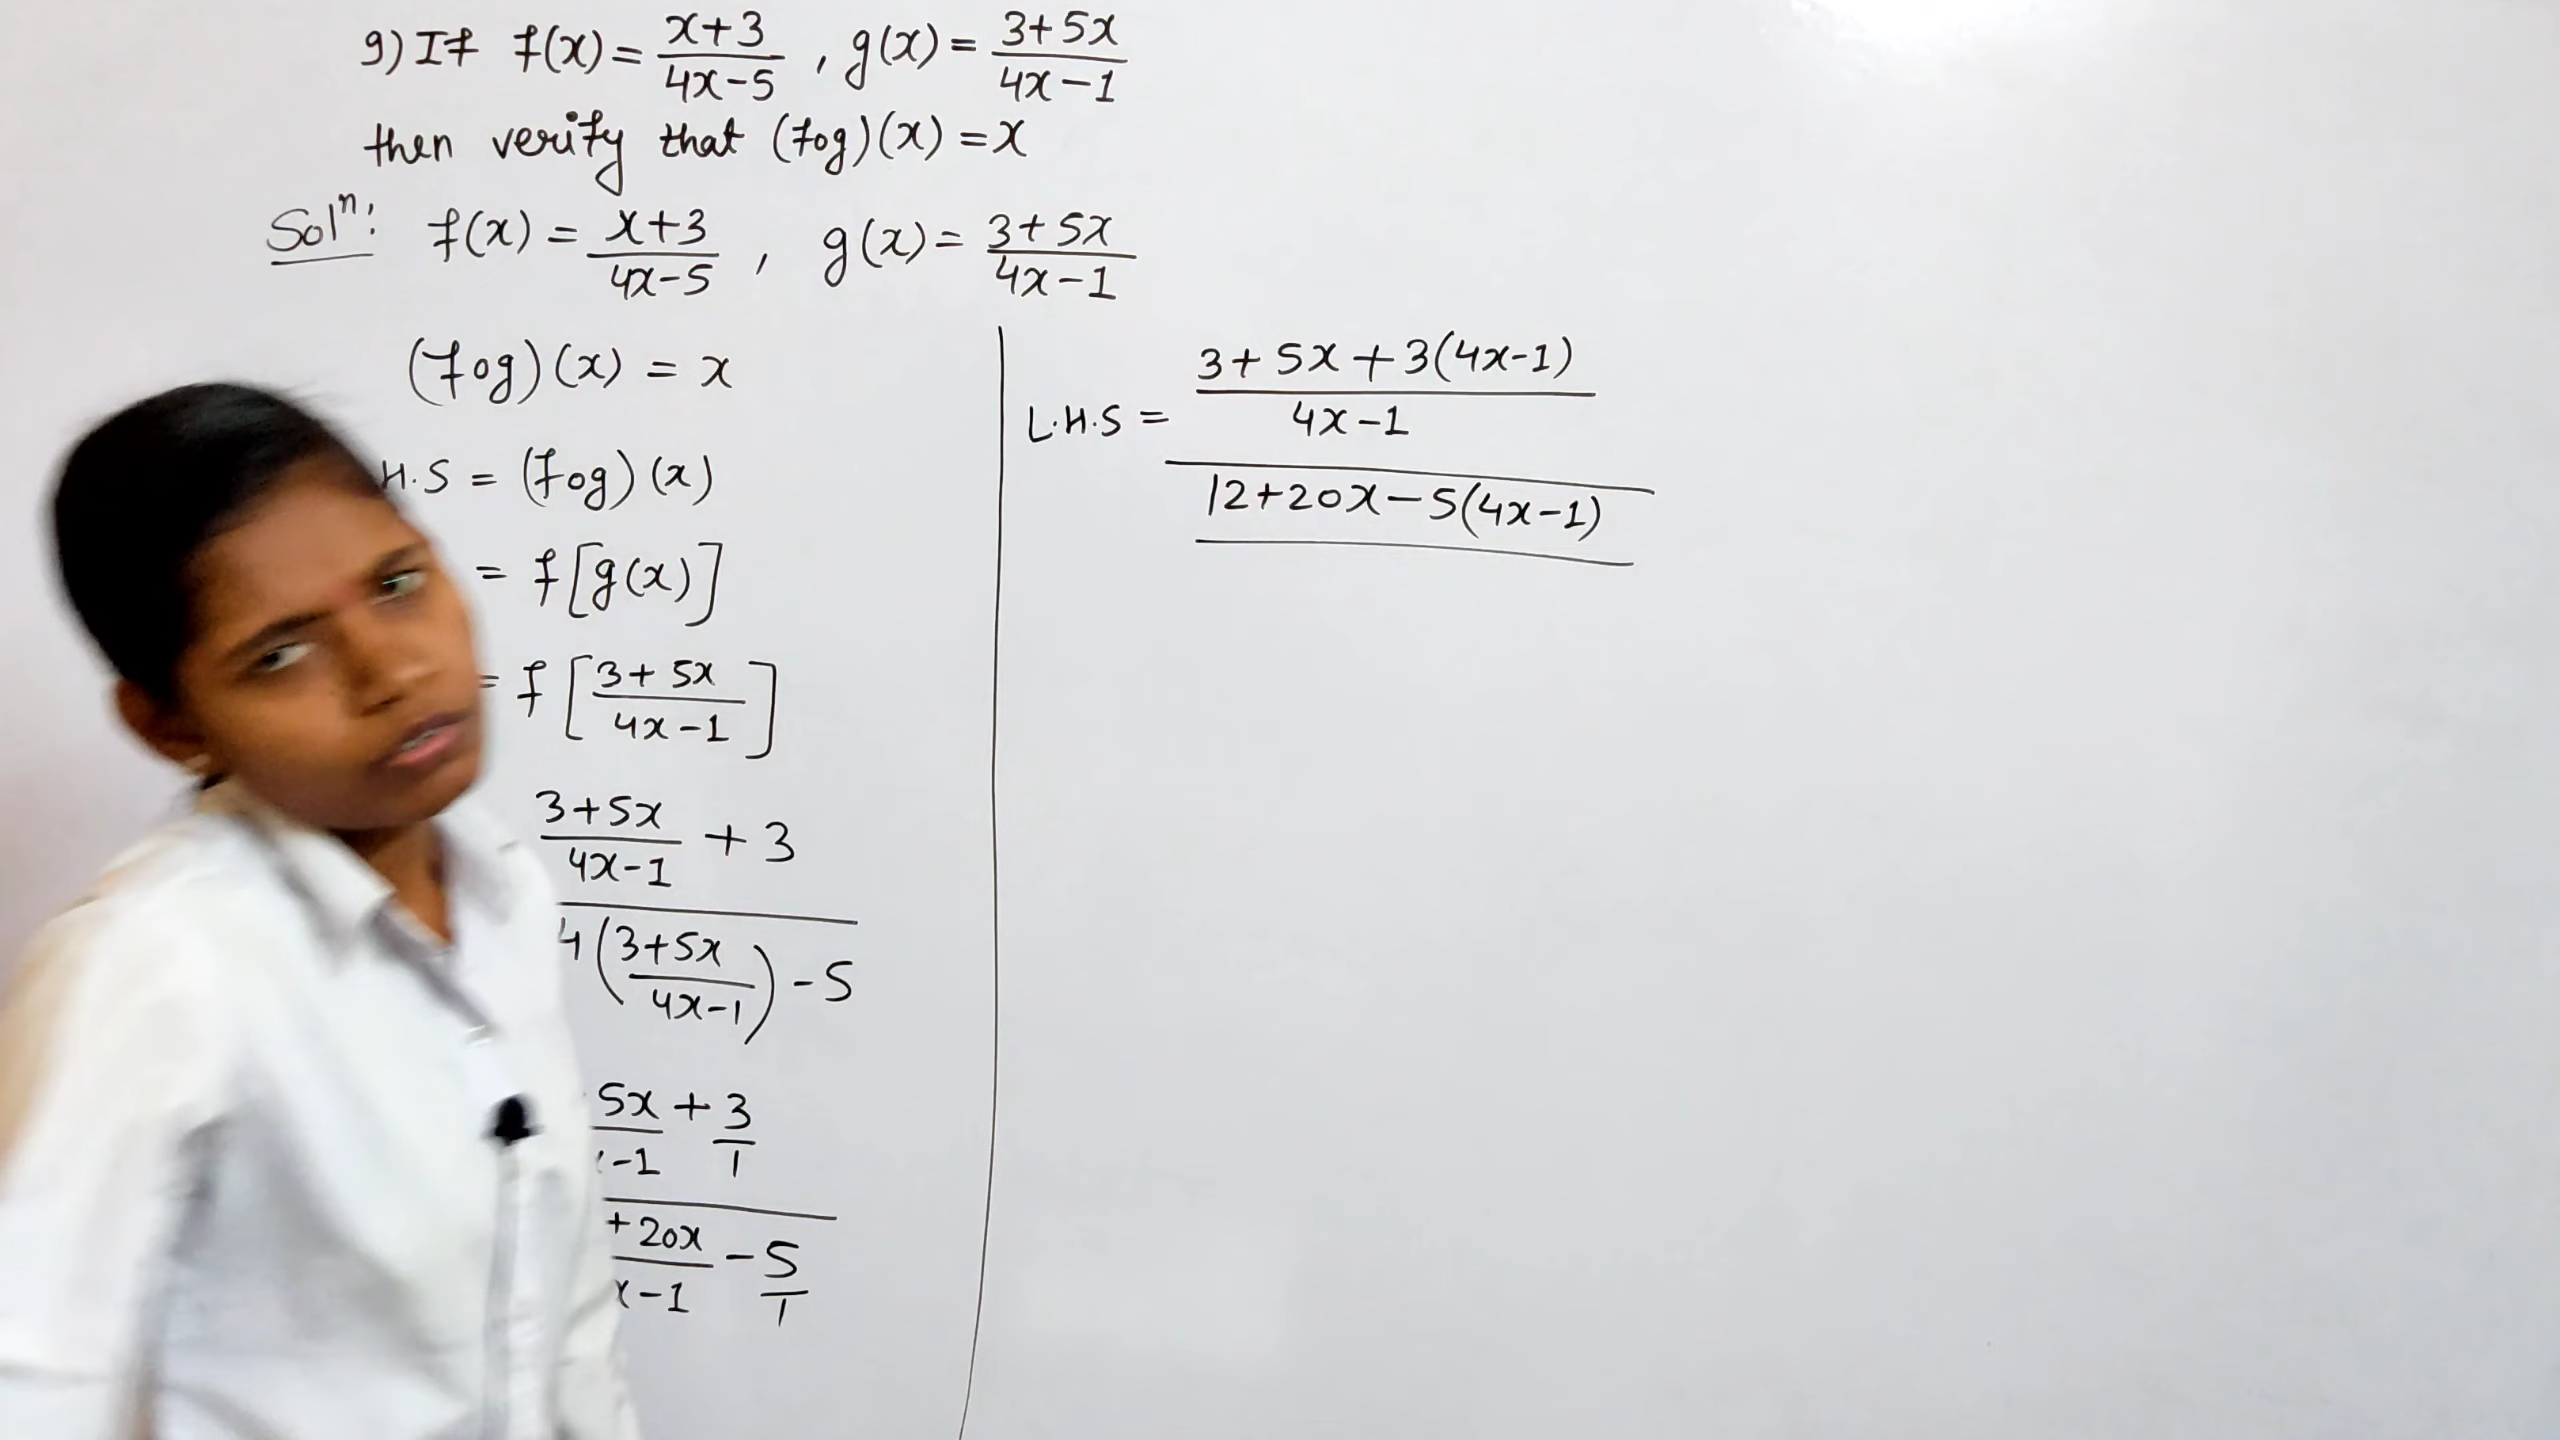 9) If f(x) = x+3 / 4x-5 , g(x) = 3+5x / 4x-1
then verify that (fog)(x) = x
Solⁿ: f(x) = x+3 / 4x-5 , g(x) = 3+5x / 4x-1
(fog)(x) = x
H.S = (fog)(x)
= f[g(x)]
= f[3+5x / 4x-1]
3+5x / 4x-1 + 3
4(3+5x / 4x-1) - 5
5x / -1 + 3/1
+20x / x-1 - 5/1
L.H.S =
3+5x+3(4x-1)
4x-1
12+20x-5(4x-1)